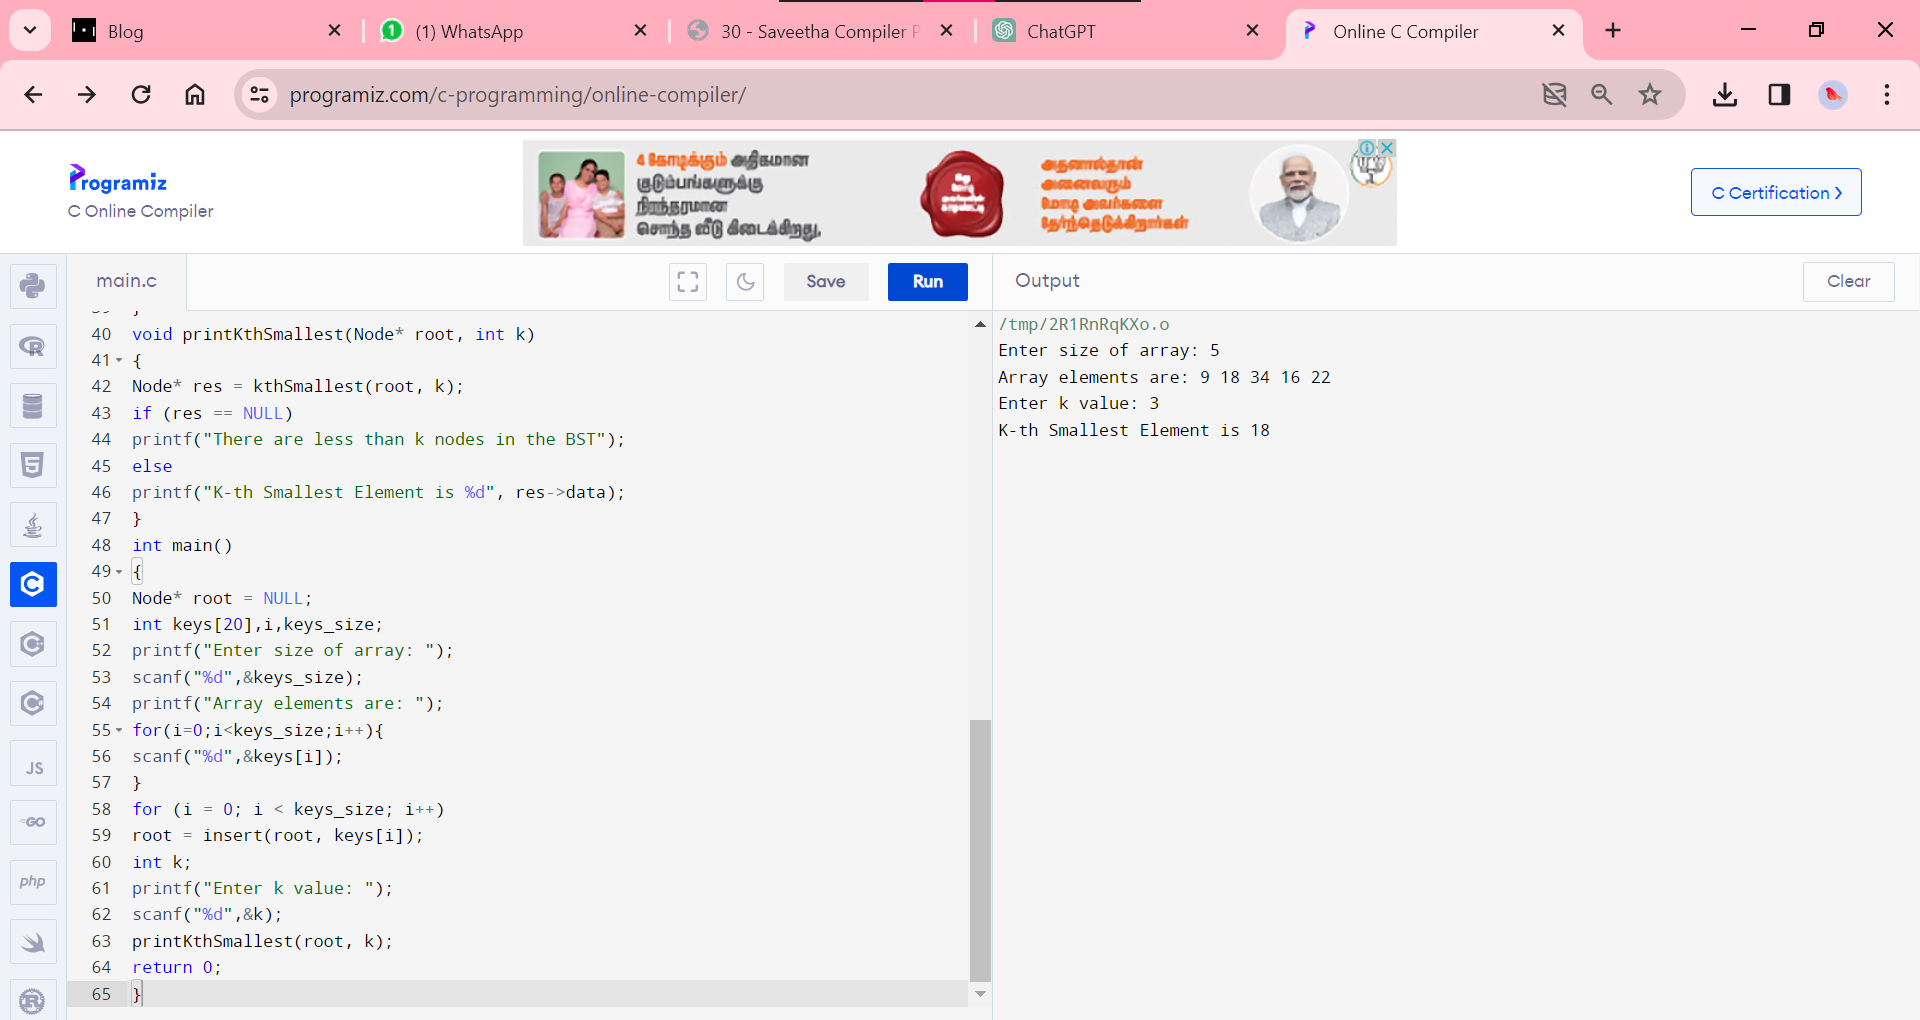 Blog
1
(1) WhatsApp
30 - Saveetha Compiler P
ChatGPT
Online C Compiler
programiz.com/c-programming/online-compiler/
Programiz
C Online Compiler
4 கோடிக்கும் அதிகமான
குடும்பங்களுக்கு
நிரந்தரமான
சொந்த வீடு கிடைக்கிறது,
அதனால்தான்
அனைவரும்
மோடி அவர்களை
தேர்ந்தெடுக்கிறார்கள்
C Certification
main.c
Save
Run
Output
Clear
39 }
40 void printKthSmallest(Node* root, int k)
41 {
42 Node* res = kthSmallest(root, k);
43 if (res == NULL)
44 printf("There are less than k nodes in the BST");
45 else
46 printf("K-th Smallest Element is %d", res->data);
47 }
48 int main()
49 {
50 Node* root = NULL;
51 int keys[20],i,keys_size;
52 printf("Enter size of array: ");
53 scanf("%d",&keys_size);
54 printf("Array elements are: ");
55 for(i=0;i<keys_size;i++){
56 scanf("%d",&keys[i]);
57 }
58 for (i = 0; i < keys_size; i++)
59 root = insert(root, keys[i]);
60 int k;
61 printf("Enter k value: ");
62 scanf("%d",&k);
63 printKthSmallest(root, k);
64 return 0;
65 }
/tmp/2R1RnRqKXo.o
Enter size of array: 5
Array elements are: 9 18 34 16 22
Enter k value: 3
K-th Smallest Element is 18
JS
GO
php